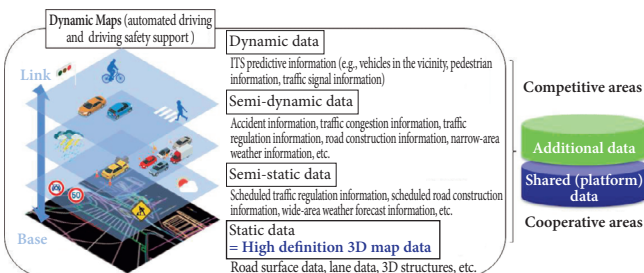 Dynamic Maps (automated driving
and driving safety support)
Link
Base
50
Dynamic data
ITS predictive information (e.g., vehicles in the vicinity, pedestrian
information, traffic signal information)
Semi-dynamic data
Accident information, traffic congestion information, traffic
regulation information, road construction information, narrow-area
weather information, etc.
Semi-static data
Scheduled traffic regulation information, scheduled road construction
information, wide-area weather forecast information, etc.
Static data
= High definition 3D map data
Road surface data, lane data, 3D structures, etc.
Competitive areas
Additional data
Shared (platform)
data
Cooperative areas